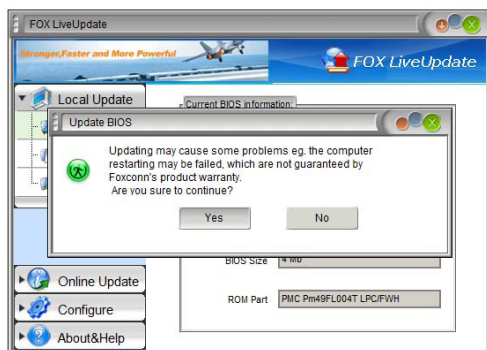 FOX LiveUpdate
Stronger,Faster and More Powerful
FOX LiveUpdate
Local Update
Current BIOS information:
Update BIOS
Updating may cause some problems eg. the computer
restarting may be failed, which are not guaranteed by
Foxconn's product warranty.
Are you sure to continue?
Yes
No
BIOS Size
4 Mb
ROM Part
PMC Pm49FL004T LPC/FWH
Online Update
Configure
About&Help